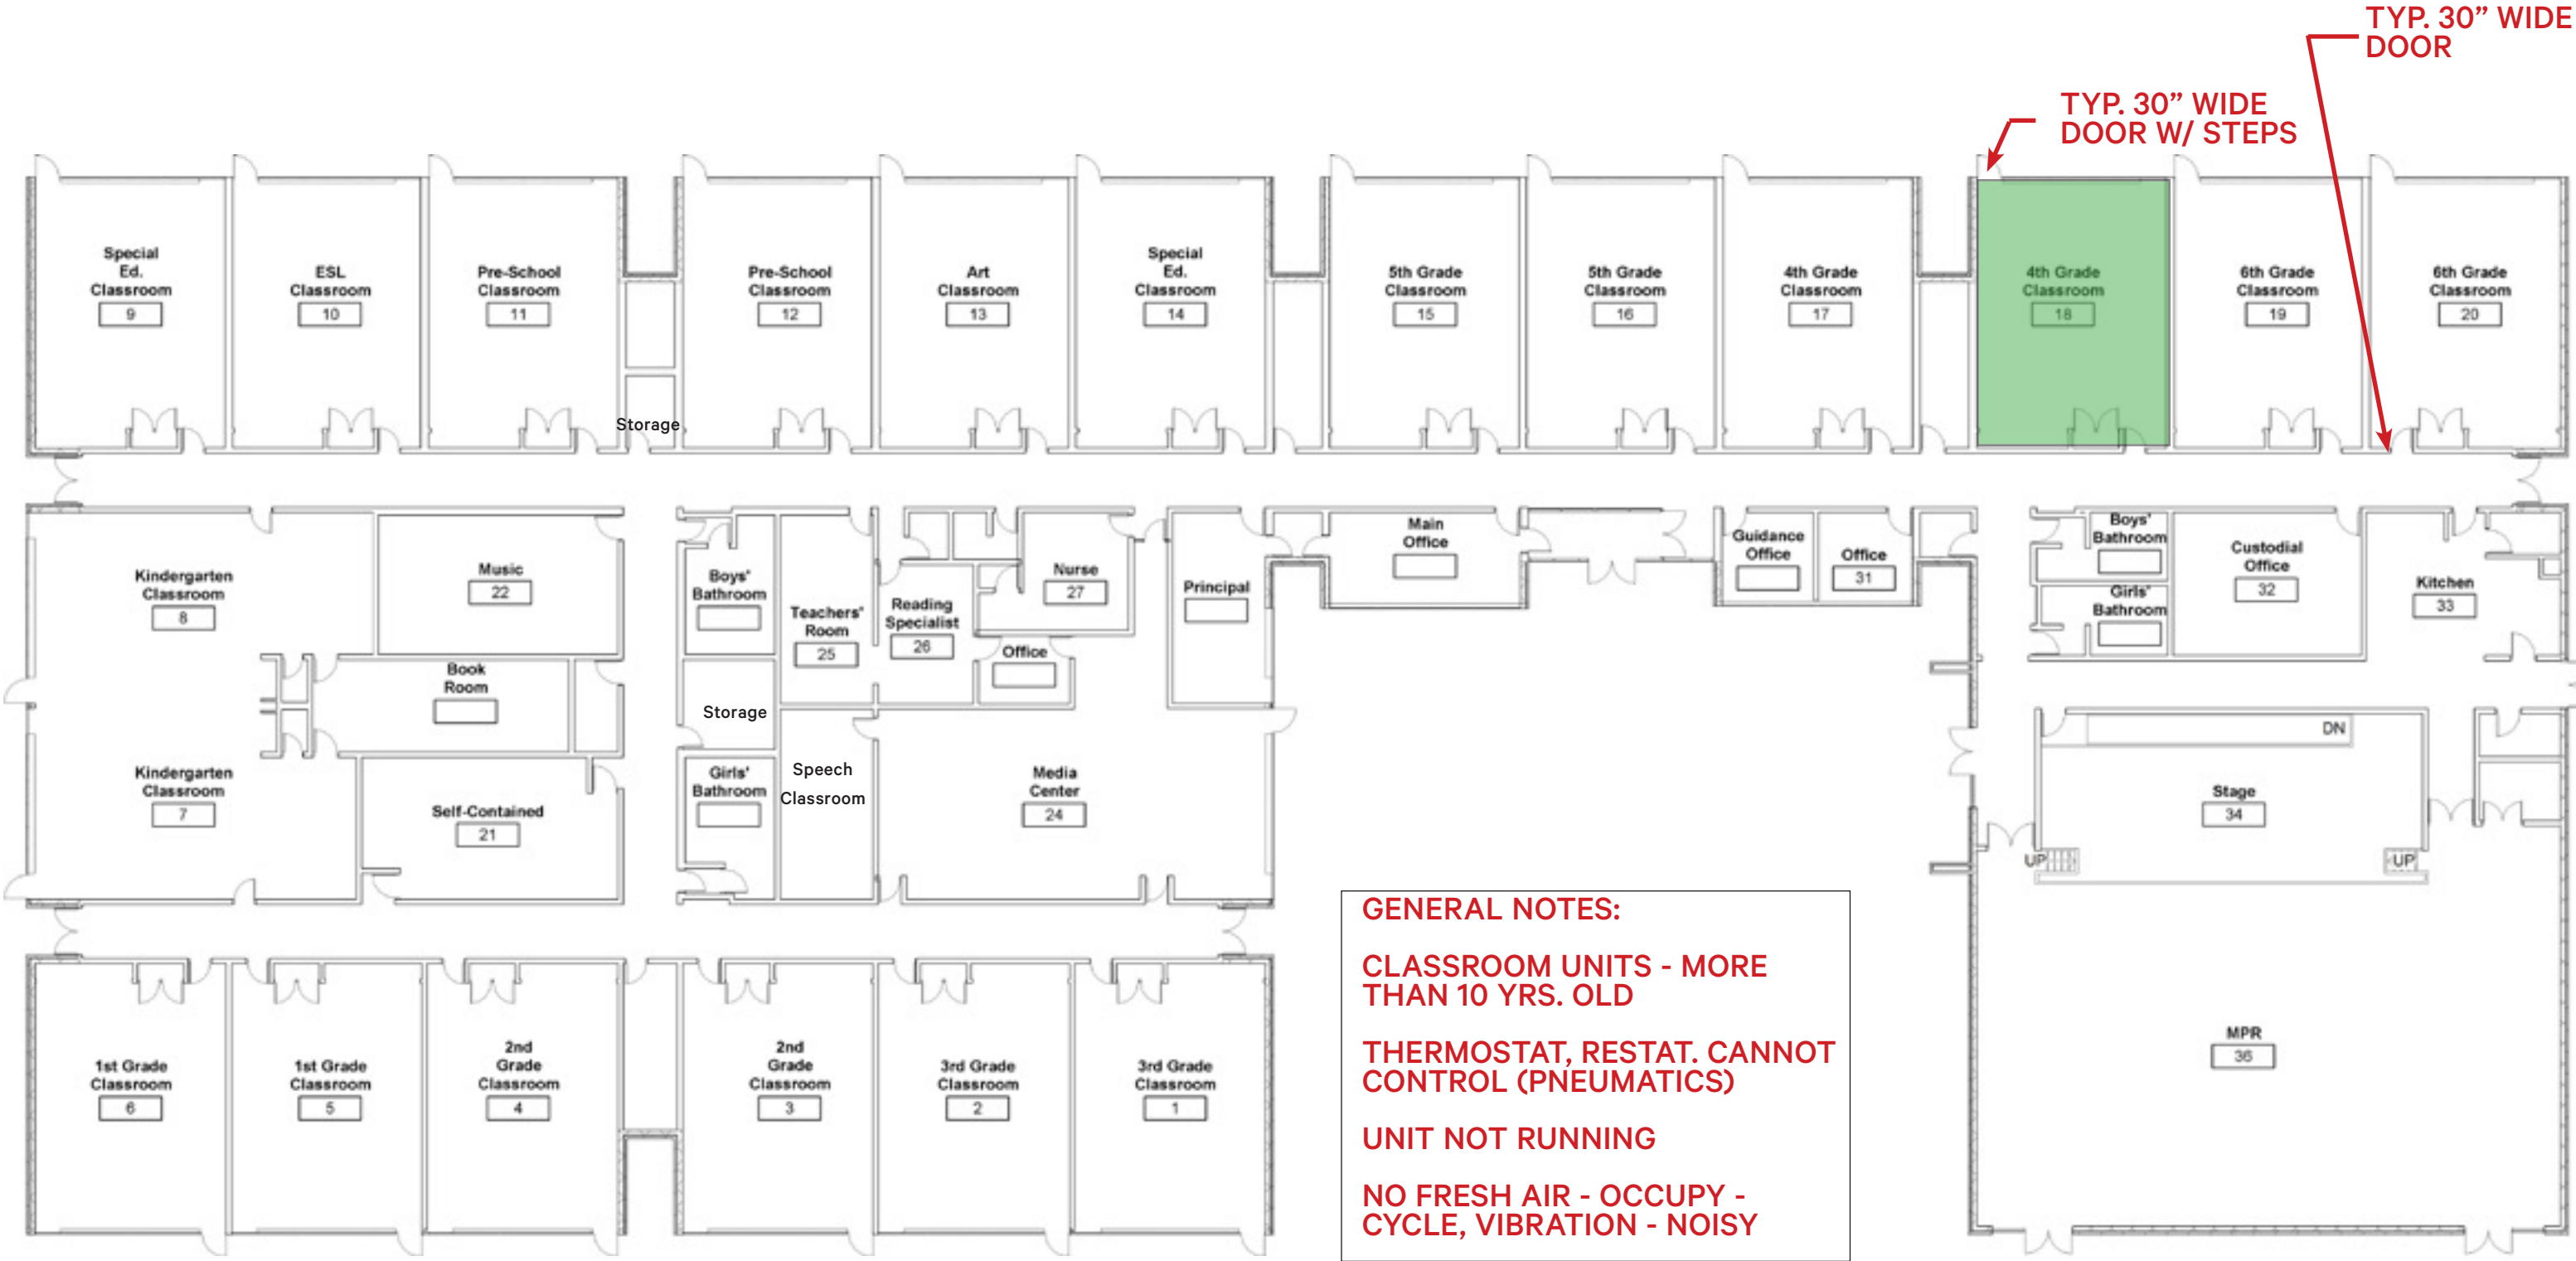 TYP. 30” WIDE
DOOR
TYP. 30” WIDE
DOOR W/ STEPS
Special
Ed.
Classroom
9
ESL
Classroom
10
Pre-School
Classroom
11
Storage
Pre-School
Classroom
12
Art
Classroom
13
Special
Ed.
Classroom
14
5th Grade
Classroom
15
5th Grade
Classroom
16
4th Grade
Classroom
17
4th Grade
Classroom
18
6th Grade
Classroom
19
6th Grade
Classroom
20
Kindergarten
Classroom
8
Music
22
Book
Room
Kindergarten
Classroom
7
Self-Contained
21
Boys'
Bathroom
Storage
Girls'
Bathroom
Teachers'
Room
25
Speech
Classroom
Reading
Specialist
26
Nurse
27
Office
Media
Center
24
Principal
Main
Office
Guidance
Office
Office
31
Boys'
Bathroom
Girls'
Bathroom
Custodial
Office
32
Kitchen
33
DN
Stage
34
UP
UP
MPR
36
1st Grade
Classroom
6
1st Grade
Classroom
5
2nd
Grade
Classroom
4
2nd
Grade
Classroom
3
3rd Grade
Classroom
2
3rd Grade
Classroom
1
GENERAL NOTES:
CLASSROOM UNITS - MORE
THAN 10 YRS. OLD
THERMOSTAT, RESTAT. CANNOT
CONTROL (PNEUMATICS)
UNIT NOT RUNNING
NO FRESH AIR - OCCUPY -
CYCLE, VIBRATION - NOISY